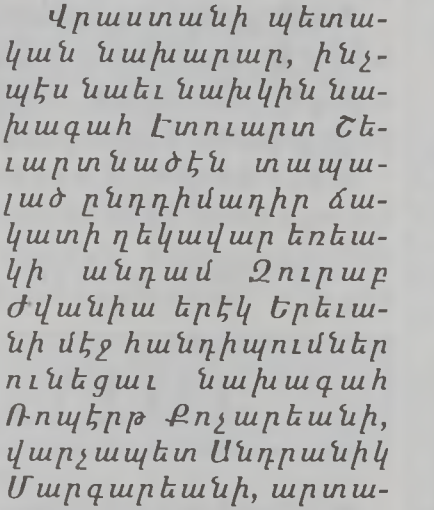 Վրաստանի պետա-
կան նախարար, ինչ-
պէս նաեւ նախկին նա-
խագահ Էտուարտ Շե-
ւարտնաձէն տապա-
լած ընդդիմադիր ճա-
կատի ղեկավար եռեա-
կի անդամ Զուրաբ
Ժվանիա երէկ Երեւա-
նի մէջ հանդիպումներ
ունեցաւ նախագահ
Ռոպէրթ Քոչարեանի,
վարչապետ Անդրանիկ
Մարգարեանի, արտա-